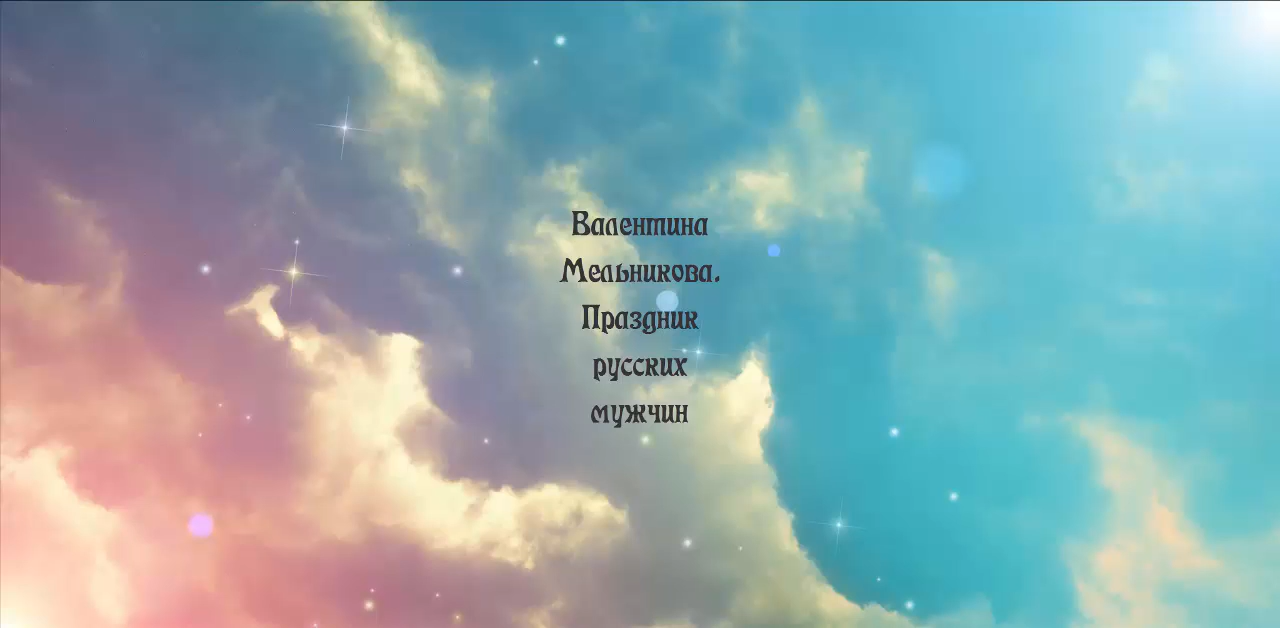 Валентина
Мельникова.
Праздник
русских
мужчин